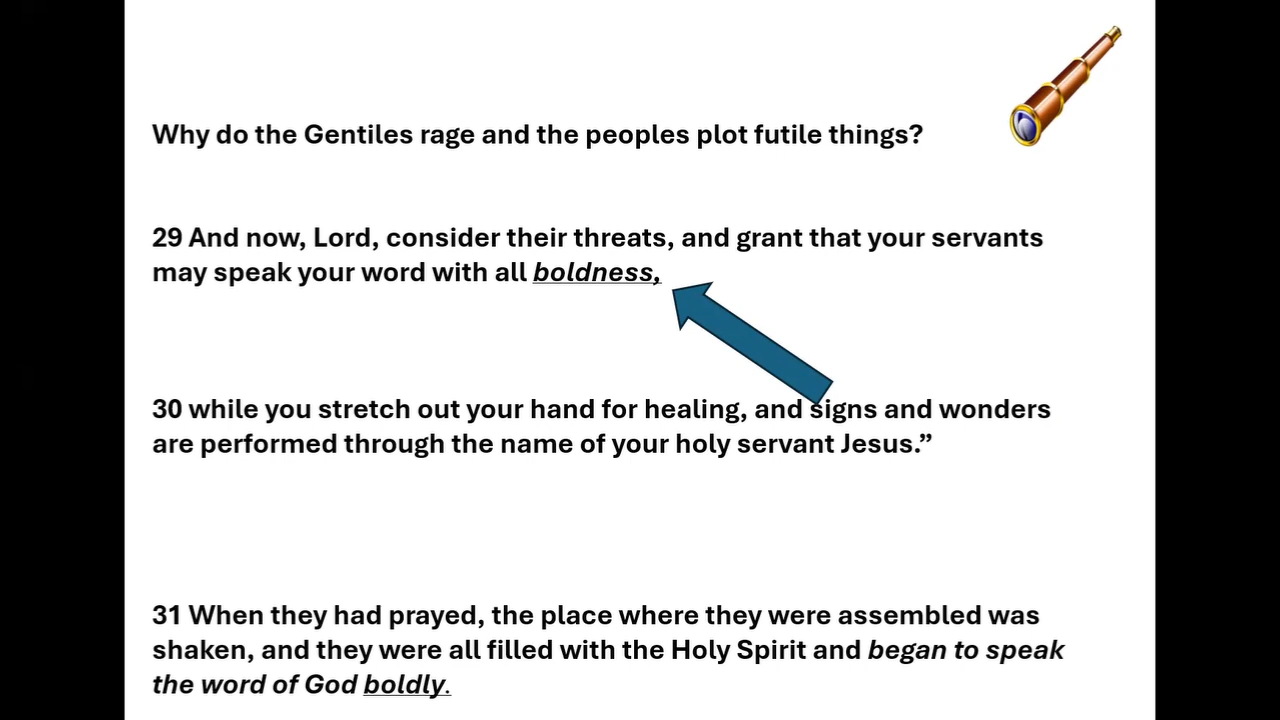 Why do the Gentiles rage and the peoples plot futile things?
29 And now, Lord, consider their threats, and grant that your servants
may speak your word with all boldness,
30 while you stretch out your hand for healing, and signs and wonders
are performed through the name of your holy servant Jesus.”
31 When they had prayed, the place where they were assembled was
shaken, and they were all filled with the Holy Spirit and began to speak
the word of God boldly.